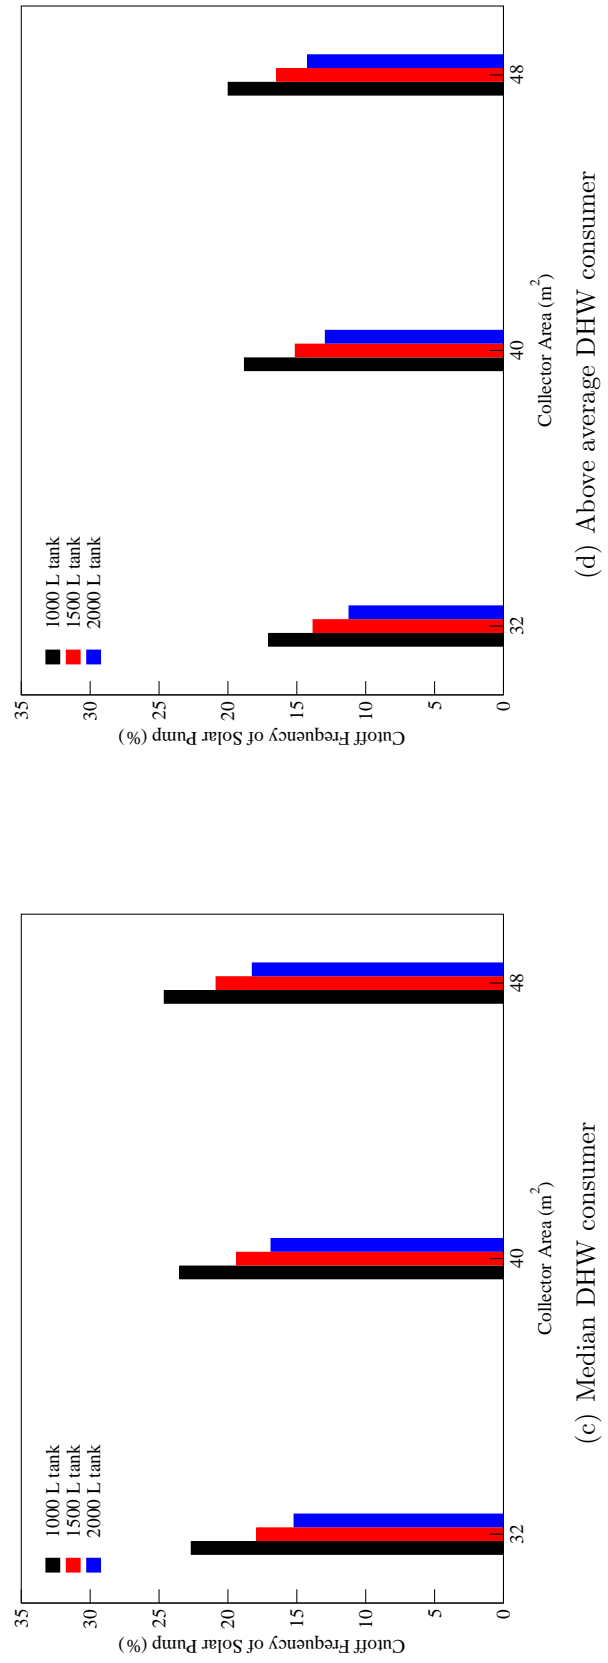 35
30
25
20
15
10
5
0
Cutoff Frequency of Solar Pump (%)
1000 L tank
1500 L tank
2000 L tank
32
40
48
Collector Area (m²)
(c) Median DHW consumer
35
30
25
20
15
10
5
0
Cutoff Frequency of Solar Pump (%)
1000 L tank
1500 L tank
2000 L tank
32
40
48
Collector Area (m²)
(d) Above average DHW consumer